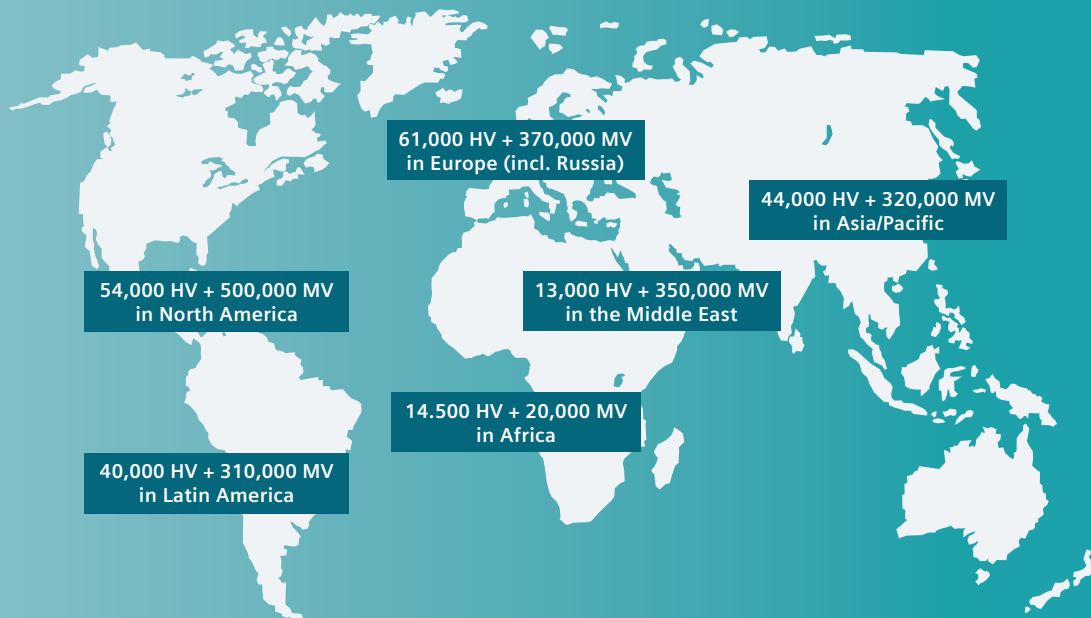 61,000 HV + 370,000 MV
in Europe (incl. Russia)
44,000 HV + 320,000 MV
in Asia/Pacific
54,000 HV + 500,000 MV
in North America
13,000 HV + 350,000 MV
in the Middle East
14.500 HV + 20,000 MV
in Africa
40,000 HV + 310,000 MV
in Latin America